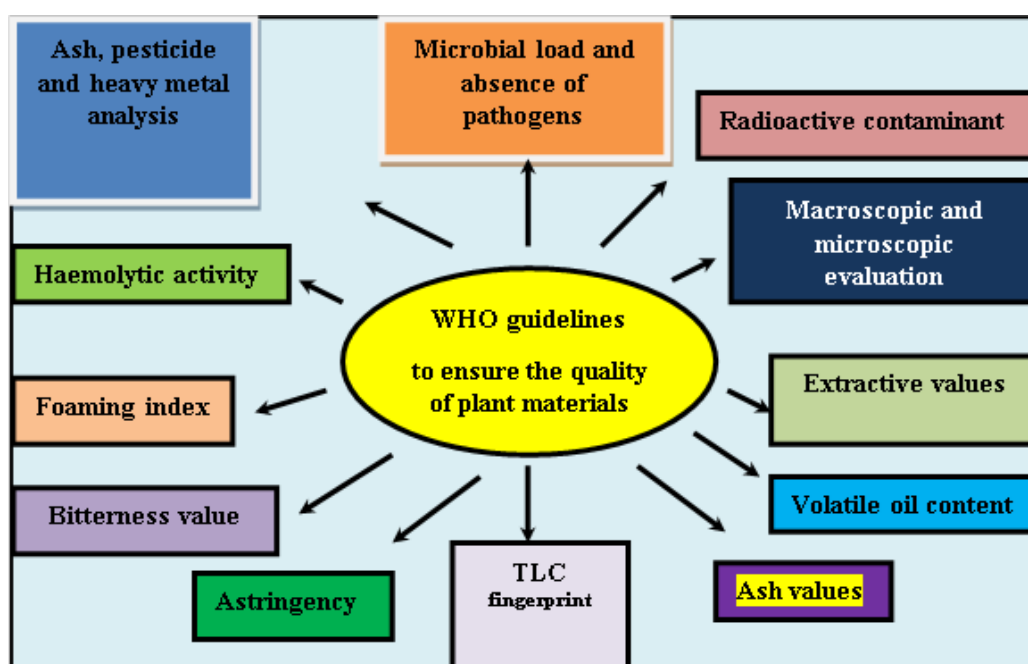 Ash, pesticide
and heavy metal
analysis
Microbial load and
absence of
pathogens
Radioactive contaminant
Macroscopic and
microscopic
evaluation
Haemolytic activity
WHO guidelines
to ensure the quality
of plant materials
Extractive values
Foaming index
Volatile oil content
Bitterness value
Astringency
TLC
fingerprint
Ash values